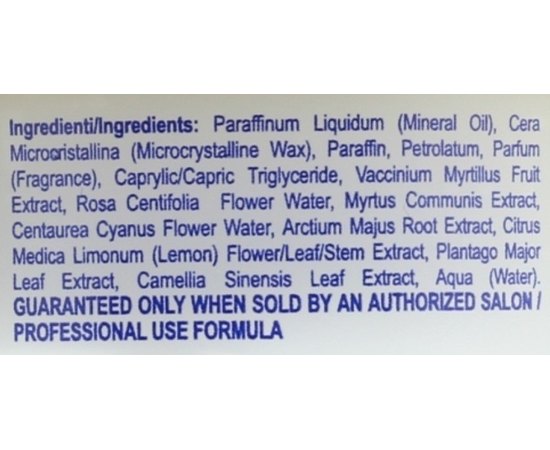 Ingredienti/Ingredients: Paraffinum Liquidum (Mineral Oil), Cera
Microcristallina (Microcrystalline Wax), Paraffin, Petrolatum, Parfum
(Fragrance), Caprylic/Capric Triglyceride, Vaccinium Myrtillus Fruit
Extract, Rosa Centifolia Flower Water, Myrtus Communis Extract,
Centaurea Cyanus Flower Water, Arctium Majus Root Extract, Citrus
Medica Limonum (Lemon) Flower/Leaf/Stem Extract, Plantago Major
Leaf Extract, Camellia Sinensis Leaf Extract, Aqua (Water).
GUARANTEED ONLY WHEN SOLD BY AN AUTHORIZED SALON /
PROFESSIONAL USE FORMULA